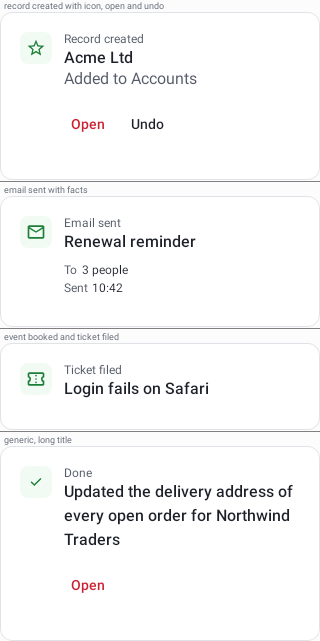 record created with icon, open and undo
Record created
Acme Ltd
Added to Accounts
Open Undo
email sent with facts
Email sent
Renewal reminder
To 3 people
Sent 10:42
event booked and ticket filed
Ticket filed
Login fails on Safari
generic, long title
Done
Updated the delivery address of
every open order for Northwind
Traders
Open